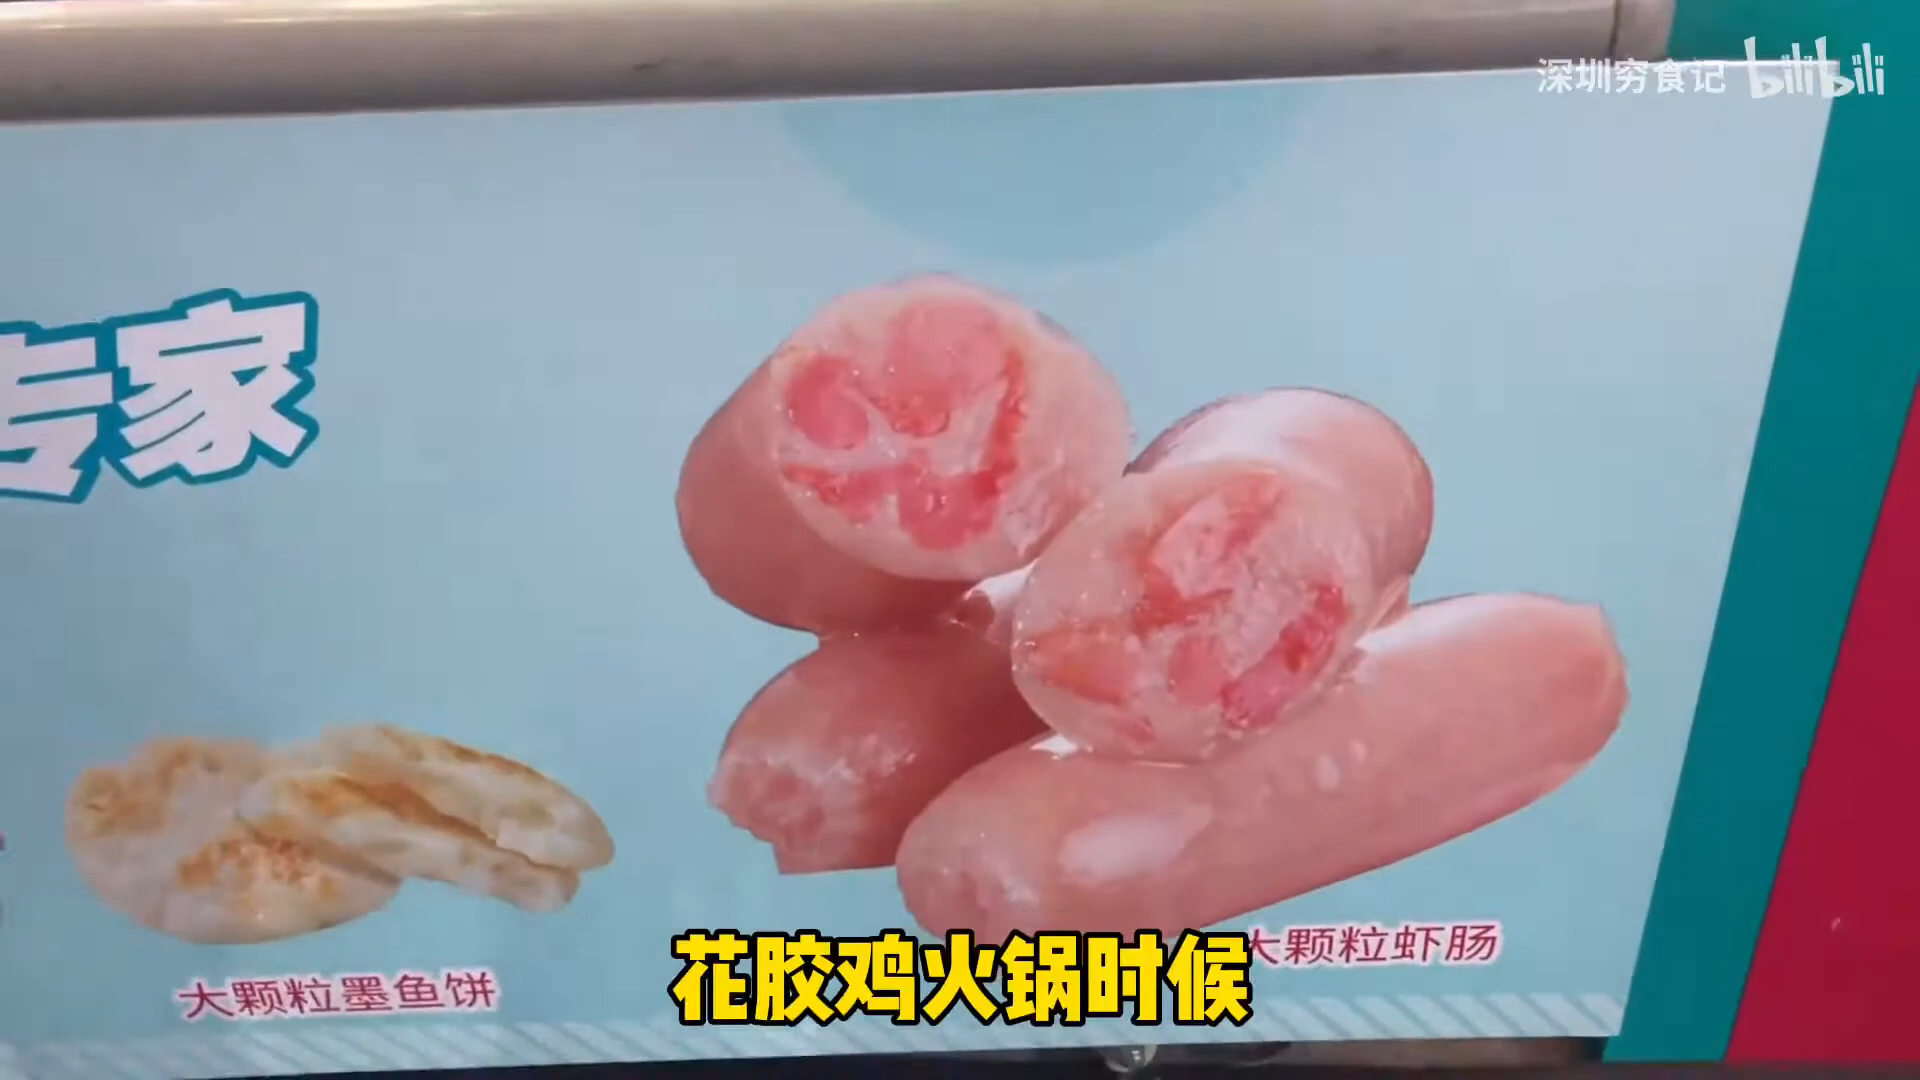 深圳穷食记 bilibili
专家
大颗粒墨鱼饼
大颗粒虾肠
花胶鸡火锅时候